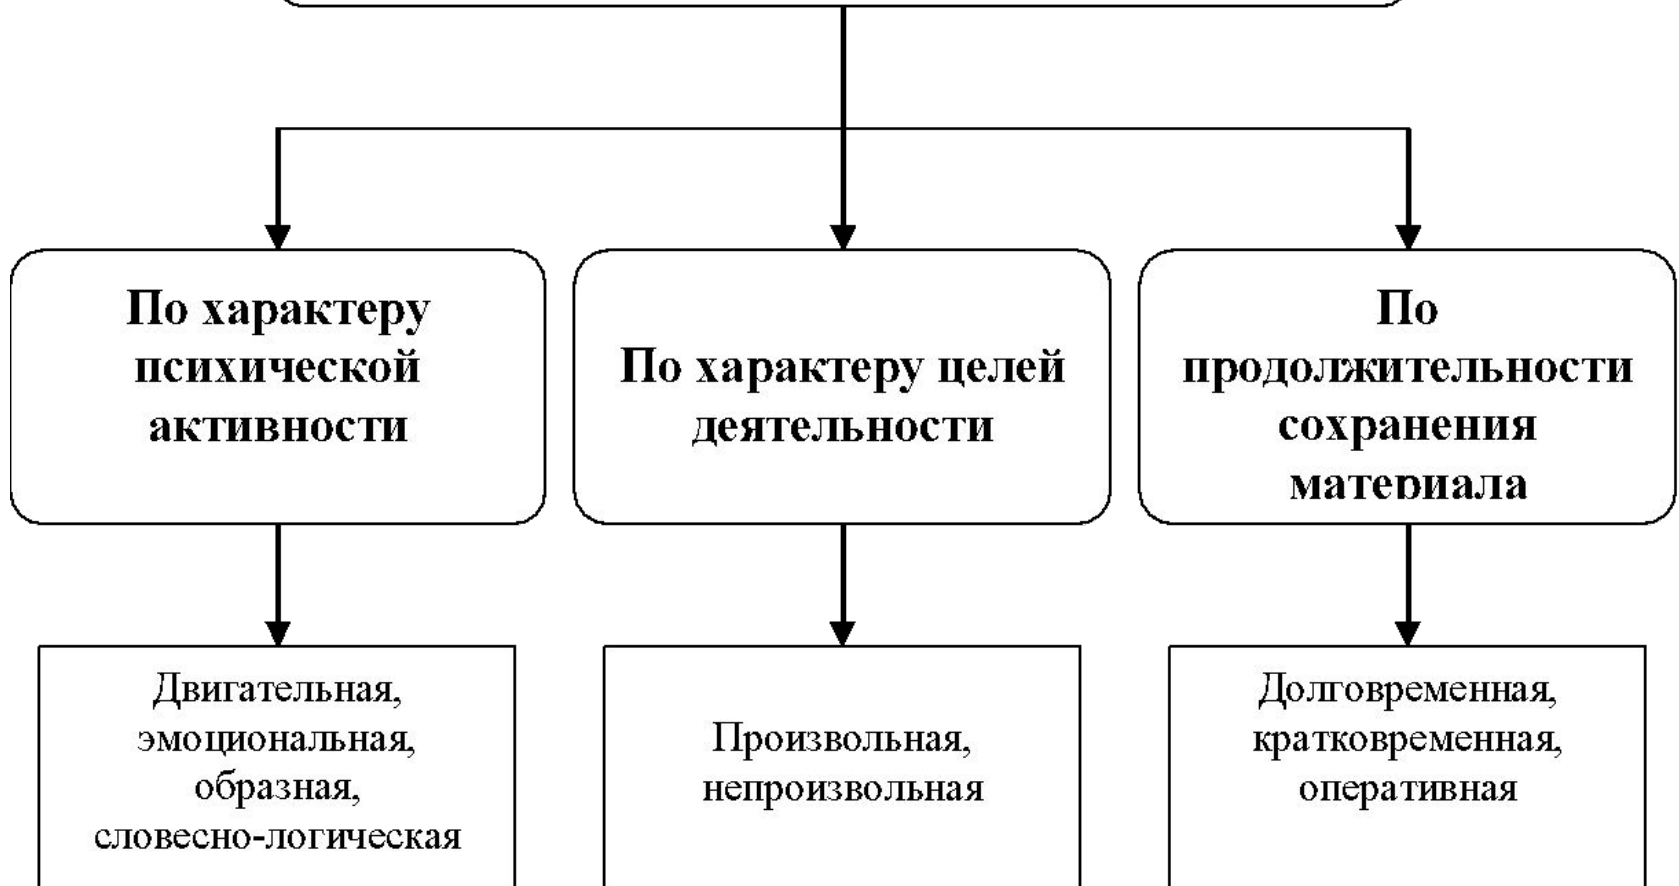 По характеру
психической
активности
По характеру целей
деятельности
По
продолжительности
сохранения
материала
Двигательная,
эмоциональная,
образная,
словесно-логическая
Произвольная,
непроизвольная
Долговременная,
кратковременная,
оперативная